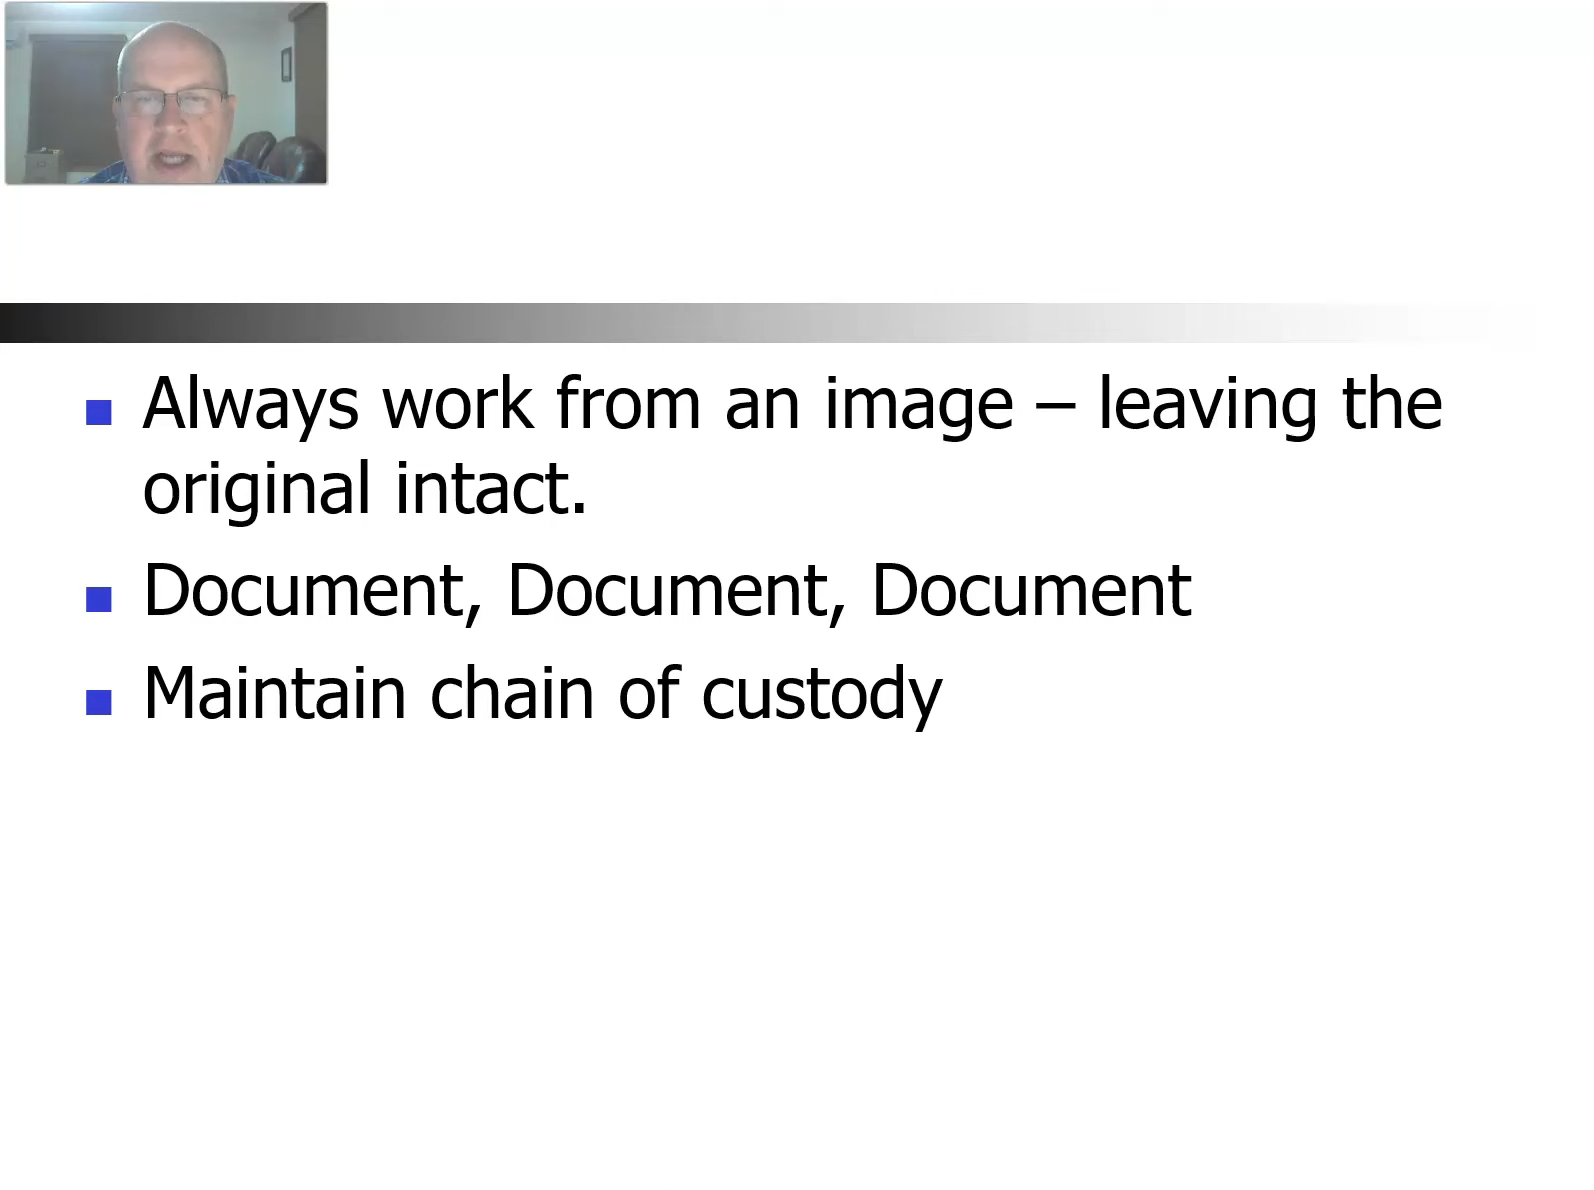 Always work from an image – leaving the
original intact.
Document, Document, Document
Maintain chain of custody